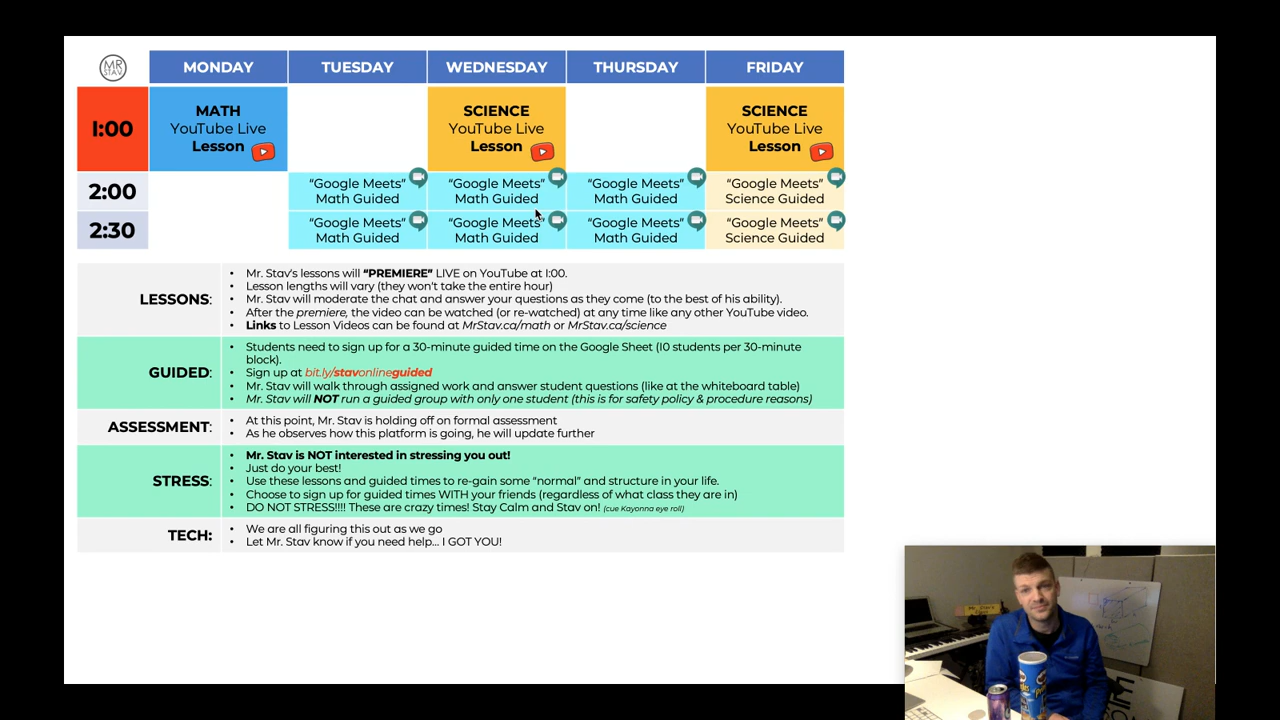 MR
STAV
MONDAY
TUESDAY
WEDNESDAY
THURSDAY
FRIDAY
1:00
MATH
YouTube Live
Lesson
SCIENCE
YouTube Live
Lesson
SCIENCE
YouTube Live
Lesson
2:00
“Google Meets”
Math Guided
“Google Meets”
Math Guided
“Google Meets”
Math Guided
“Google Meets”
Science Guided
2:30
“Google Meets”
Math Guided
“Google Meets”
Math Guided
“Google Meets”
Math Guided
“Google Meets”
Science Guided
LESSONS:
• Mr. Stav's lessons will “PREMIERE” LIVE on YouTube at 1:00.
• Lesson lengths will vary (they won't take the entire hour)
• Mr. Stav will moderate the chat and answer your questions as they come (to the best of his ability).
• After the premiere, the video can be watched (or re-watched) at any time like any other YouTube video.
• Links to Lesson Videos can be found at MrStav.ca/math or MrStav.ca/science
GUIDED:
• Students need to sign up for a 30-minute guided time on the Google Sheet (10 students per 30-minute
block).
• Sign up at bit.ly/stavonlineguided
• Mr. Stav will walk through assigned work and answer student questions (like at the whiteboard table)
• Mr. Stav will NOT run a guided group with only one student (this is for safety policy & procedure reasons)
ASSESSMENT:
• At this point, Mr. Stav is holding off on formal assessment
• As he observes how this platform is going, he will update further
STRESS:
• Mr. Stav is NOT interested in stressing you out!
• Just do your best!
• Use these lessons and guided times to re-gain some “normal” and structure in your life.
• Choose to sign up for guided times WITH your friends (regardless of what class they are in)
• DO NOT STRESS!!!! These are crazy times! Stay Calm and Stav on! (cue Kayonna eye roll)
TECH:
• We are all figuring this out as we go
• Let Mr. Stav know if you need help... I GOT YOU!
Mr. Stav's